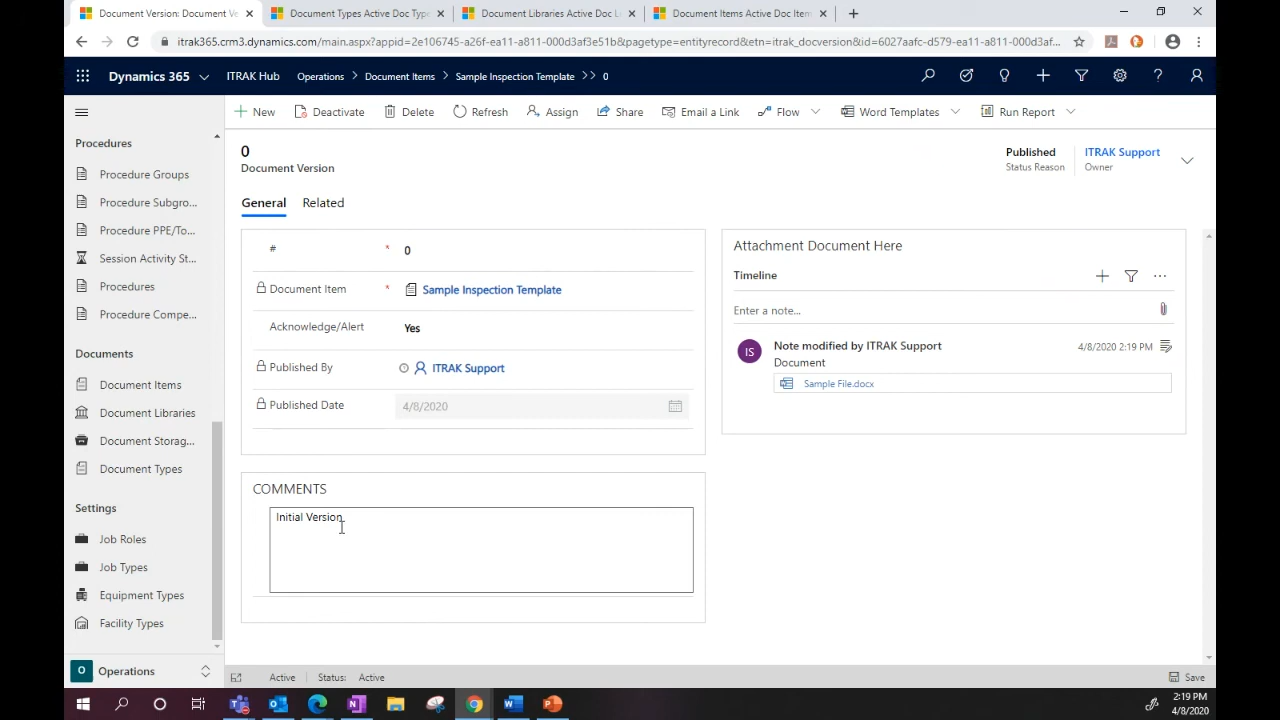 Document Version: Document Ve
Document Types Active Doc Type
Document Libraries Active Doc Li
Document Items Active Doc Item
itrak365.crm3.dynamics.com/main.aspx?appid=2e106745-a26f-ea11-a811-000d3af3e51b&pagetype=entityrecord&etn=itrak_docversion&id=6027aafc-d579-ea11-a811-000d3af...
Dynamics 365
ITRAK Hub
Operations > Document Items > Sample Inspection Template >> 0
New
Deactivate
Delete
Refresh
Assign
Share
Email a Link
Flow
Word Templates
Run Report
Procedures
Procedure Groups
Procedure Subgro...
Procedure PPE/To...
Session Activity St...
Procedures
Procedure Compe...
Documents
Document Items
Document Libraries
Document Storag...
Document Types
Settings
Job Roles
Job Types
Equipment Types
Facility Types
O Operations
0
Document Version
Published
Status Reason
ITRAK Support
Owner
General
Related
# * 0
Document Item * Sample Inspection Template
Acknowledge/Alert Yes
Published By ITRAK Support
Published Date 4/8/2020
COMMENTS
Initial Version
Attachment Document Here
Timeline
Enter a note...
IS
Note modified by ITRAK Support
4/8/2020 2:19 PM
Document
Sample File.docx
Active
Status: Active
Save
2:19 PM
4/8/2020